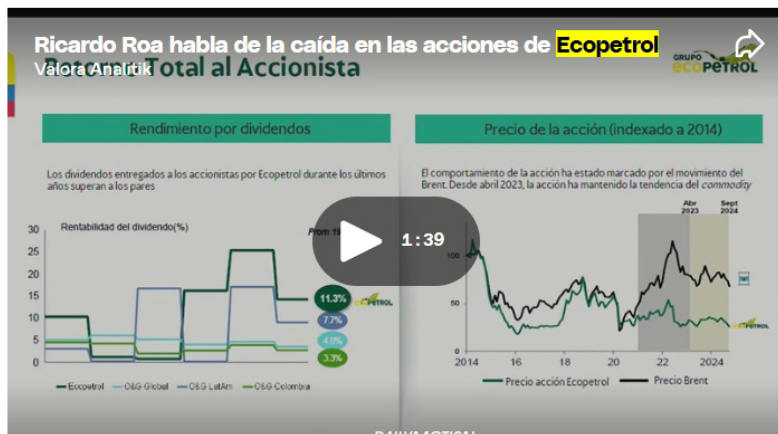 Ricardo Roa habla de la caída en las acciones de Ecopetrol
Valora Analitik
Total al Accionista
GRUPO
ecopetrol
Rendimiento por dividendos
Precio de la acción (indexado a 2014)
Los dividendos entregados a los accionistas por Ecopetrol durante los últimos
años superan a los pares
El comportamiento de la acción ha estado marcado por el movimiento del
Brent. Desde abril 2023, la acción ha mantenido la tendencia del commodity
Rentabilidad del dividendo(%)
30
25
20
15
10
5
0
11.3%
7.7%
4.8%
3.3%
ECOPETROL
Ecopetrol
O&G Global
O&G LatAm
O&G Colombia
1:39
Abr
2023
Sept
2024
100
50
0
2014
16
18
20
22
2024
ECOPETROL
Precio acción Ecopetrol
Precio Brent